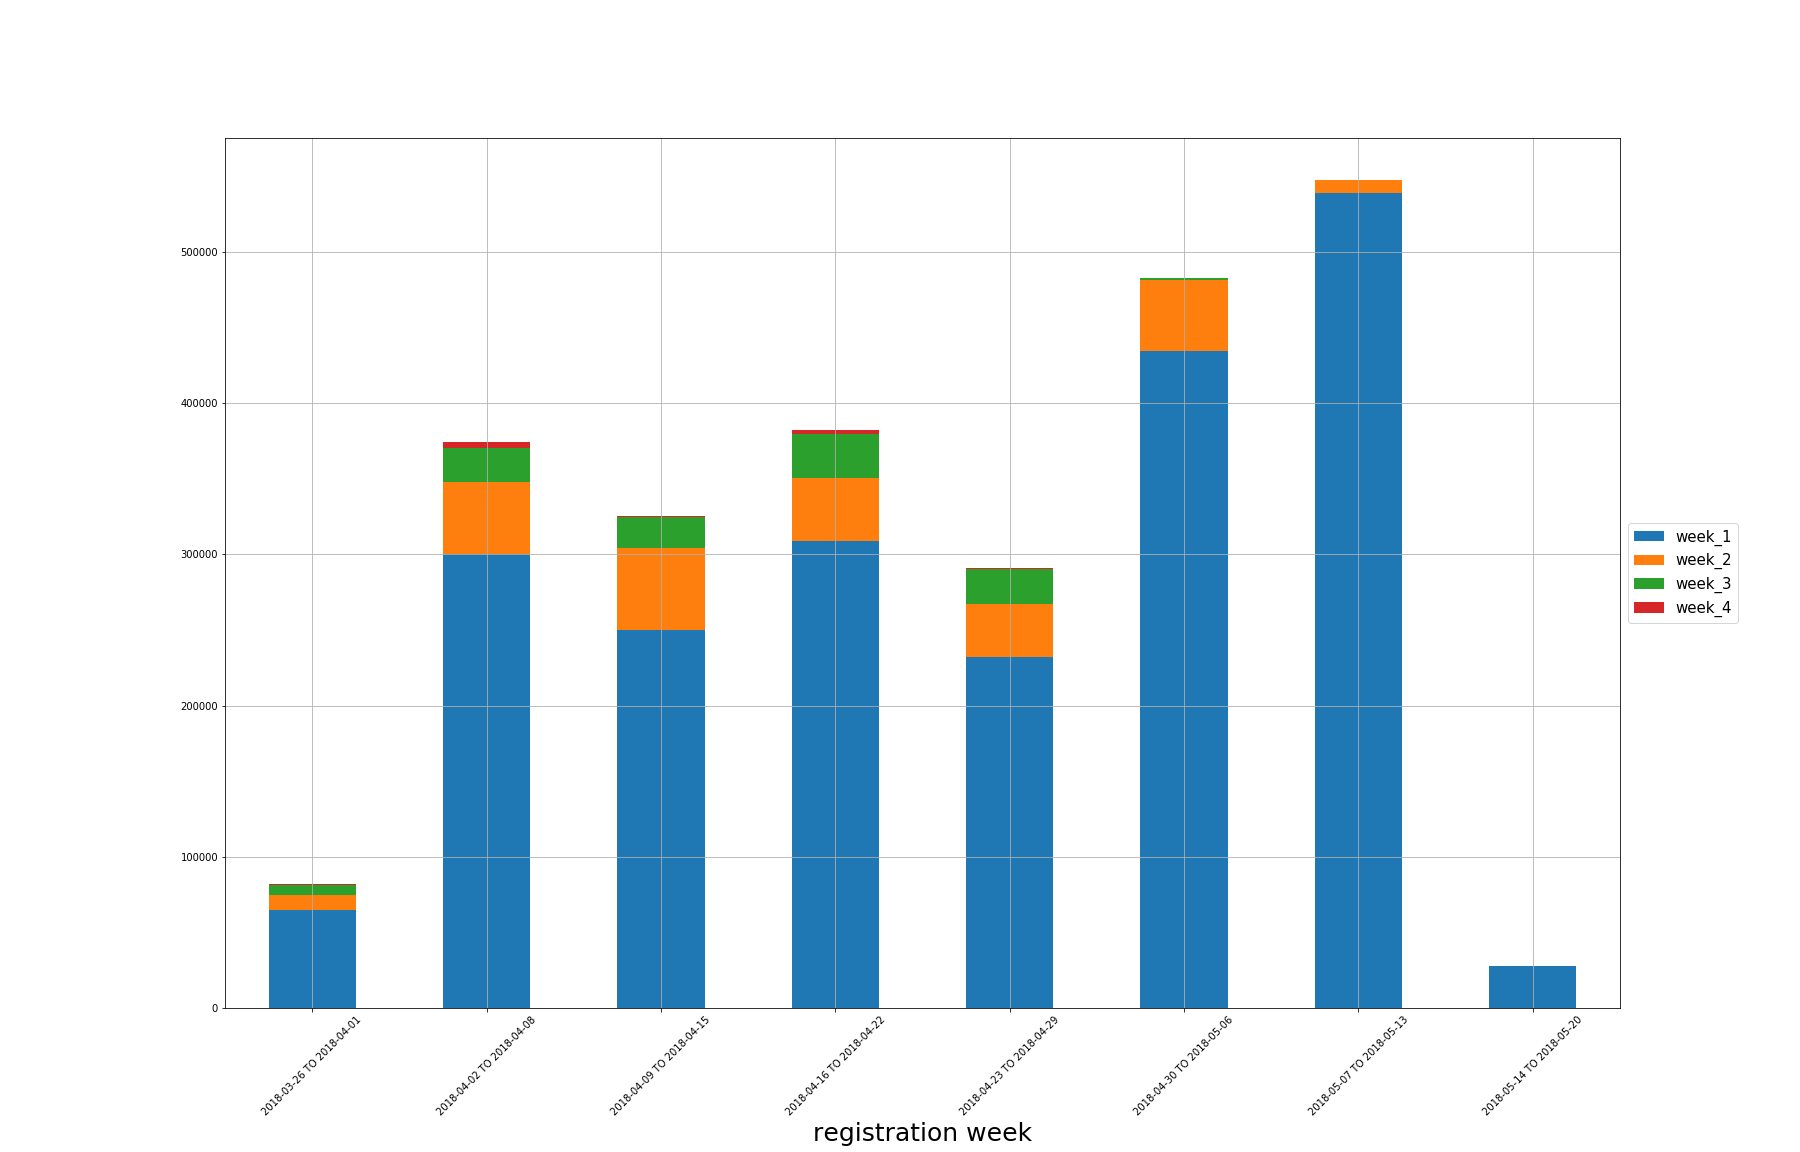 500000
400000
300000
200000
100000
0
week_1
week_2
week_3
week_4
2018-03-26 TO 2018-04-01
2018-04-02 TO 2018-04-08
2018-04-09 TO 2018-04-15
2018-04-16 TO 2018-04-22
2018-04-23 TO 2018-04-29
2018-04-30 TO 2018-05-06
2018-05-07 TO 2018-05-13
2018-05-14 TO 2018-05-20
registration week